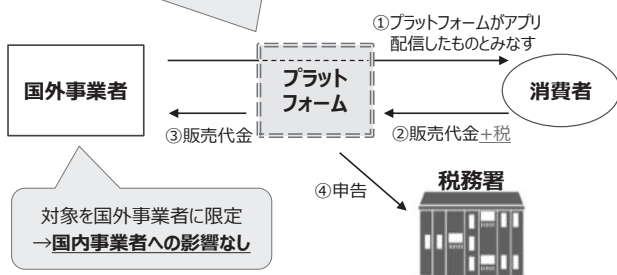 ①プラットフォームがアプリ
配信したものとみなす
国外事業者
プラット
フォーム
消費者
③販売代金
②販売代金+税
④申告
税務署
対象を国外事業者に限定
→国内事業者への影響なし